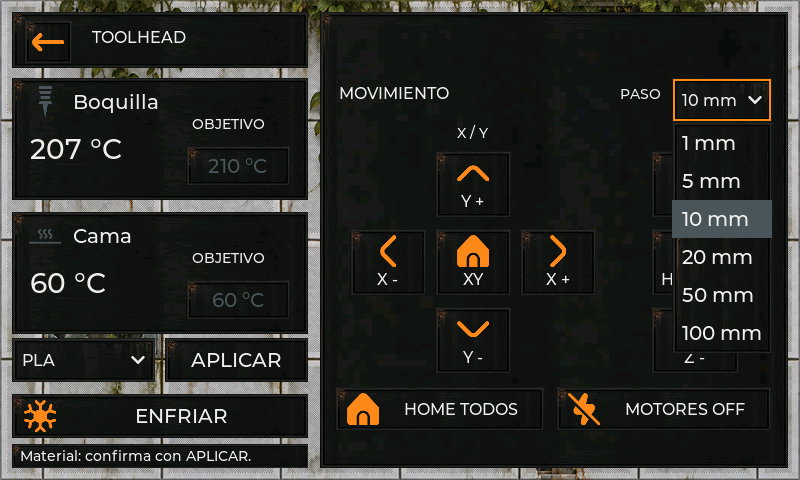 TOOLHEAD
Boquilla
OBJETIVO
207 °C
210 °C
Cama
OBJETIVO
60 °C
60 °C
PLA
APLICAR
ENFRIAR
Material: confirma con APLICAR.
MOVIMIENTO
PASO
10 mm
1 mm
5 mm
10 mm
20 mm
50 mm
100 mm
X / Y
Y +
X -
XY
X +
H
Y -
Z -
HOME TODOS
MOTORES OFF